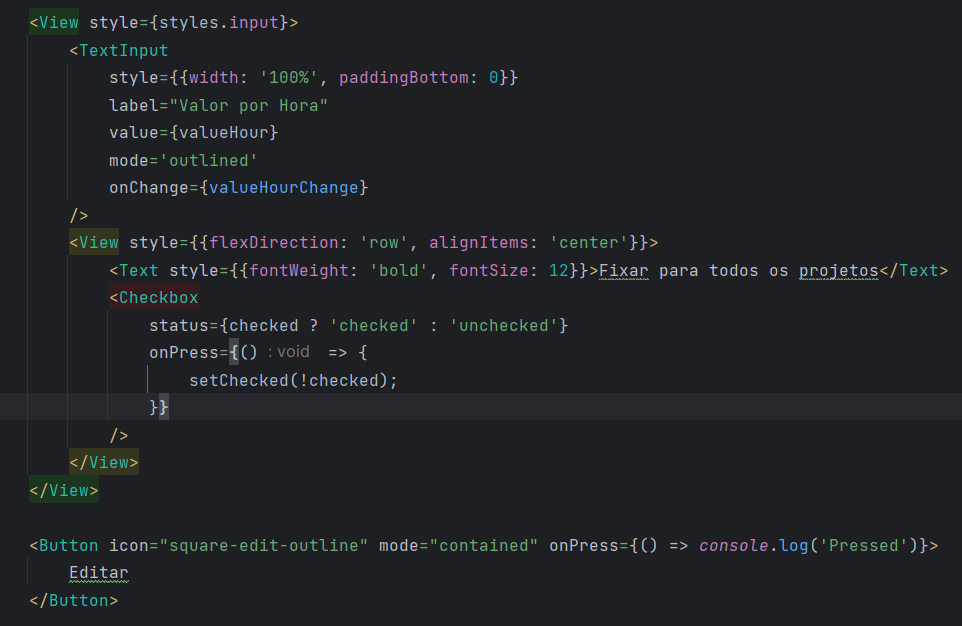 <View style={styles.input}>
<TextInput
style={{width: '100%', paddingBottom: 0}}
label="Valor por Hora"
value={valueHour}
mode='outlined'
onChange={valueHourChange}
/>
<View style={{flexDirection: 'row', alignItems: 'center'}}>
<Text style={{fontWeight: 'bold', fontSize: 12}}>Fixar para todos os projetos</Text>
<Checkbox
status={checked ? 'checked' : 'unchecked'}
onPress={() : void => {
setChecked(!checked);
}}
/>
</View>
</View>
<Button icon="square-edit-outline" mode="contained" onPress={() => console.log('Pressed')}>
Editar
</Button>